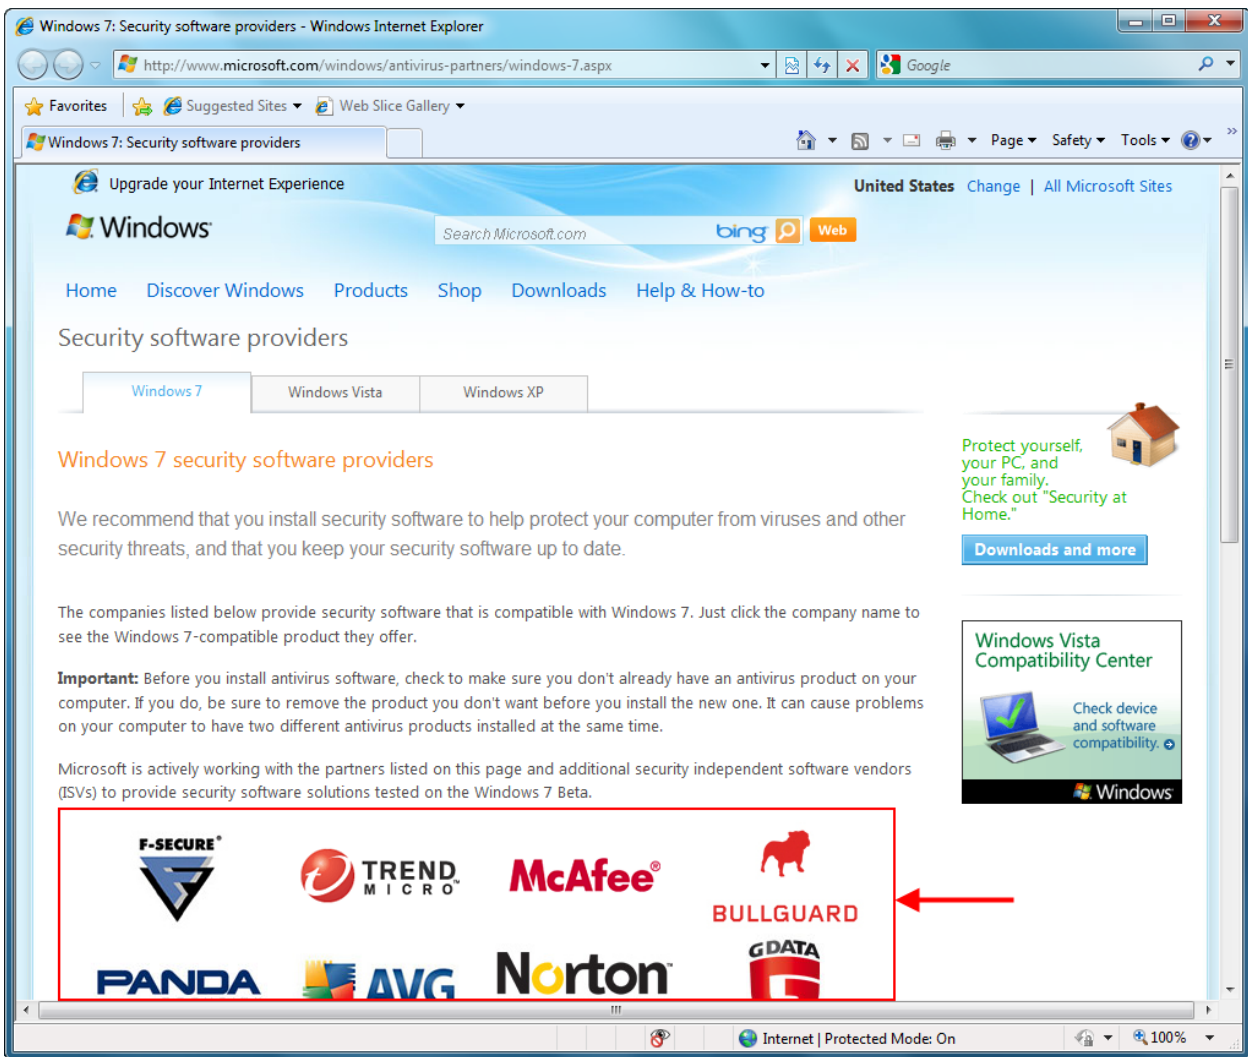 Windows 7: Security software providers - Windows Internet Explorer
http://www.microsoft.com/windows/antivirus-partners/windows-7.aspx
Google
Favorites
Suggested Sites
Web Slice Gallery
Windows 7: Security software providers
Page
Safety
Tools
Upgrade your Internet Experience
United States Change | All Microsoft Sites
Windows
Search Microsoft.com
bing
Web
Home Discover Windows Products Shop Downloads Help & How-to
Security software providers
Windows 7
Windows Vista
Windows XP
Windows 7 security software providers
We recommend that you install security software to help protect your computer from viruses and other
security threats, and that you keep your security software up to date.
The companies listed below provide security software that is compatible with Windows 7. Just click the company name to
see the Windows 7-compatible product they offer.
Important: Before you install antivirus software, check to make sure you don't already have an antivirus product on your
computer. If you do, be sure to remove the product you don't want before you install the new one. It can cause problems
on your computer to have two different antivirus products installed at the same time.
Microsoft is actively working with the partners listed on this page and additional security independent software vendors
(ISVs) to provide security software solutions tested on the Windows 7 Beta.
F-SECURE®
TREND
MICRO™
McAfee®
BULLGUARD
PANDA
AVG
Norton™
GDATA
Protect yourself,
your PC, and
your family.
Check out "Security at
Home."
Downloads and more
Windows Vista
Compatibility Center
Check device
and software
compatibility.
Windows
Internet | Protected Mode: On
100%